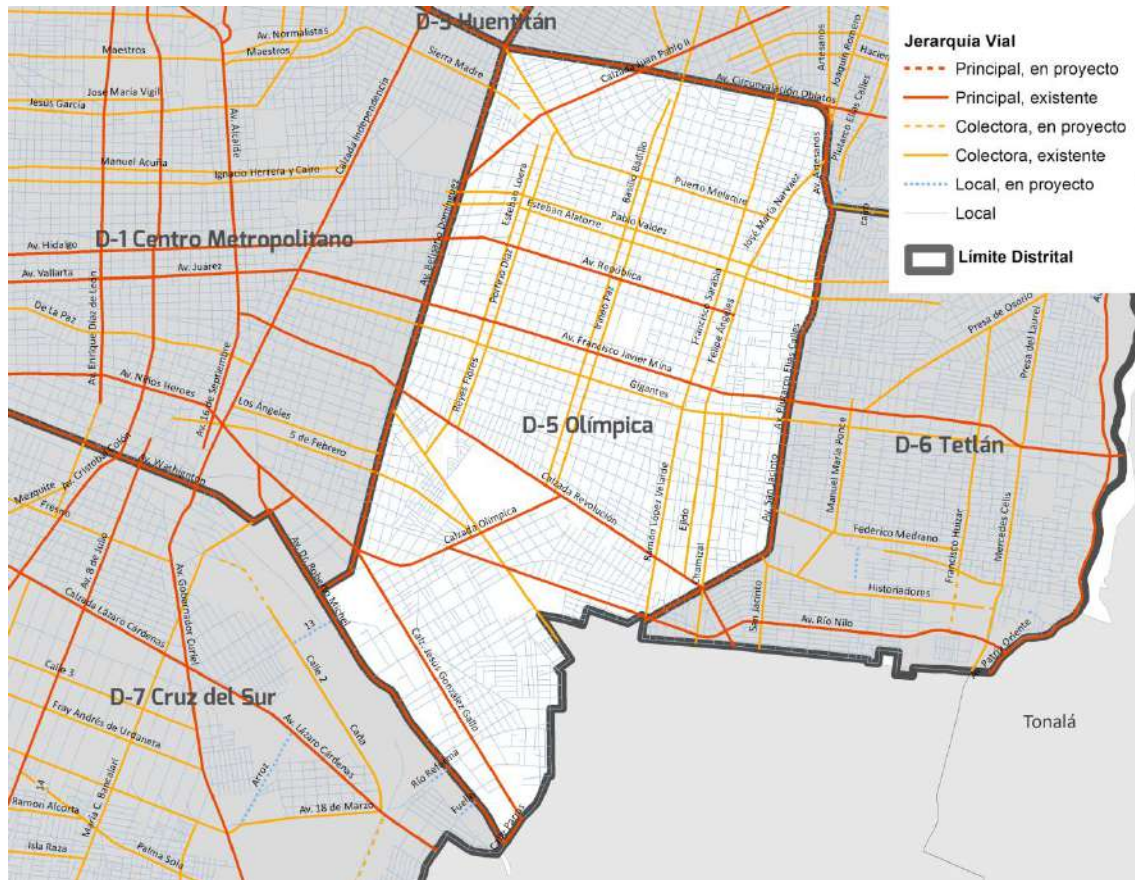 D-3 Huentitán
Jerarquía Vial
Principal, en proyecto
Principal, existente
Colectora, en proyecto
Colectora, existente
Local, en proyecto
Local
Límite Distrital
Av. Normalistas
Maestros
Maestros
Sierra Madre
Calzada Juan Pablo II
Av. Circunvalación Oblatos
Artesanos
Joaquín Romero
Plutarco Elías Calles
José María Vigil
Jesús García
Av. Alcalde
Calzada Independencia
Manuel Acuña
Ignacio Herrera y Cairo
Esteban Loera
Basilio Badillo
Puerto Melaque
José María Narvaez
Av. Artesanos
Av. Belisario Domínguez
Esteban Alatorre
Pablo Valdez
D-1 Centro Metropolitano
Av. Hidalgo
Av. Vallarta
Av. Juarez
Av. República
Porfirio Díaz
Irineo Paz
Francisco Sarabia
Felipe Ángeles
Av. Plutarco Elías Calles
Presa de Osorio
Presa del Laurel
De La Paz
Av. Enrique Díaz de León
Av. Francisco Javier Mina
Gigantes
Reyes Flores
Av. Niños Heroes
Av. 16 de Septiembre
Los Ángeles
5 de Febrero
D-5 Olímpica
D-6 Tetlán
Manuel María Ponce
Av. Cristobal Colón
Av. Washington
Mezquite
Fresno
Calzada Revolución
Calzada Olímpica
Ramón López Velarde
Ejido
Chamizal
Av. San Jacinto
Federico Medrano
Francisco Huizar
Mercedes Celis
Historiadores
San Jacinto
Av. Río Nilo
Av. Patria Oriente
Av. 8 de Julio
Av. Gobernador Curiel
Av. Dr. Roberto Michel
Calzada Lázaro Cárdenas
13
Calle 2
Calle 3
Calz. Jesús González Gallo
D-7 Cruz del Sur
Fray Andrés de Urdaneta
Av. Lázaro Cárdenas
Caña
Tonalá
Río Reforma
Arroz
14
María C. Bancalari
Ramon Alcorta
Av. 18 de Marzo
Isla Raza
Palma Sola